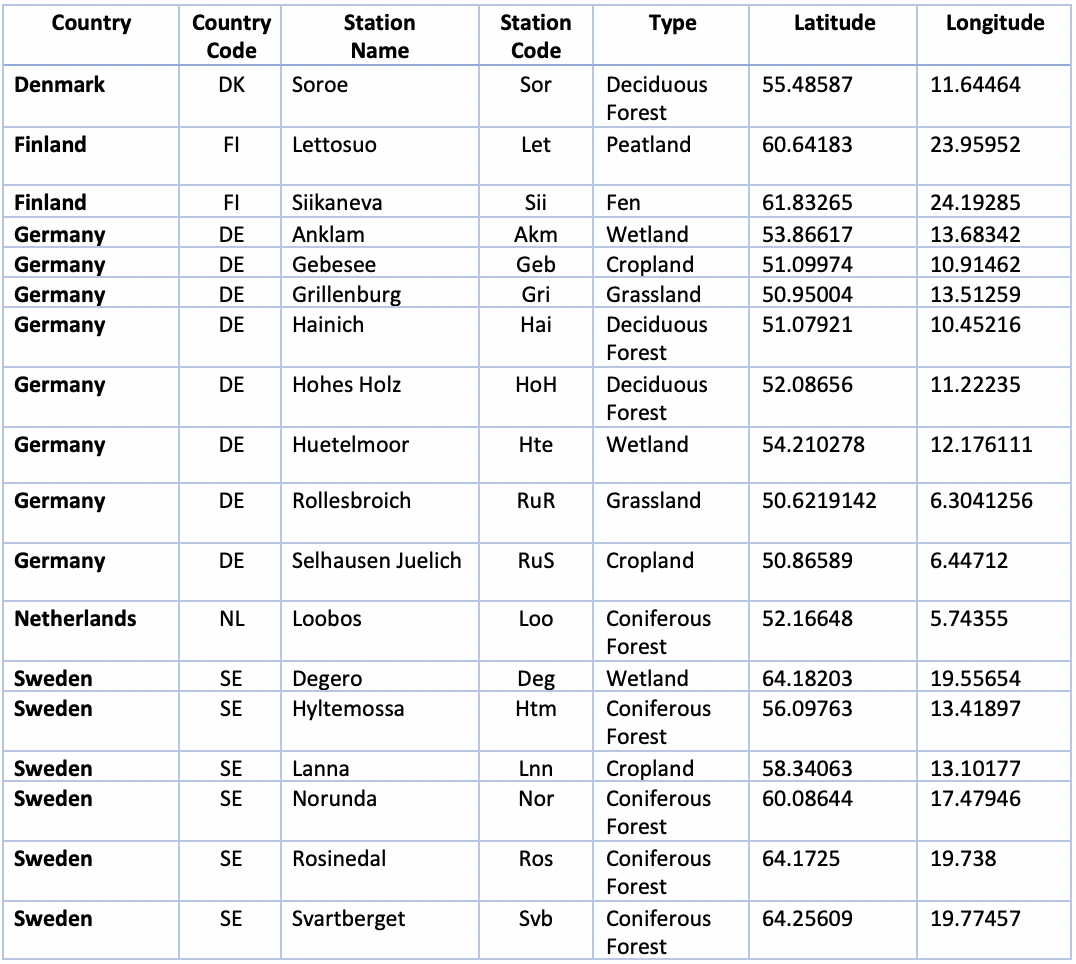 Country Country Code Station Name Station Code Type Latitude Longitude
Denmark DK Soroe Sor Deciduous Forest 55.48587 11.64464
Finland FI Lettosuo Let Peatland 60.64183 23.95952
Finland FI Siikaneva Sii Fen 61.83265 24.19285
Germany DE Anklam Akm Wetland 53.86617 13.68342
Germany DE Gebesee Geb Cropland 51.09974 10.91462
Germany DE Grillenburg Gri Grassland 50.95004 13.51259
Germany DE Hainich Hai Deciduous Forest 51.07921 10.45216
Germany DE Hohes Holz HoH Deciduous Forest 52.08656 11.22235
Germany DE Huetelmoor Hte Wetland 54.210278 12.176111
Germany DE Rollesbroich RuR Grassland 50.6219142 6.3041256
Germany DE Selhausen Juelich RuS Cropland 50.86589 6.44712
Netherlands NL Loobos Loo Coniferous Forest 52.16648 5.74355
Sweden SE Degero Deg Wetland 64.18203 19.55654
Sweden SE Hyltemossa Htm Coniferous Forest 56.09763 13.41897
Sweden SE Lanna Lnn Cropland 58.34063 13.10177
Sweden SE Norunda Nor Coniferous Forest 60.08644 17.47946
Sweden SE Rosinedal Ros Coniferous Forest 64.1725 19.738
Sweden SE Svartberget Svb Coniferous Forest 64.25609 19.77457